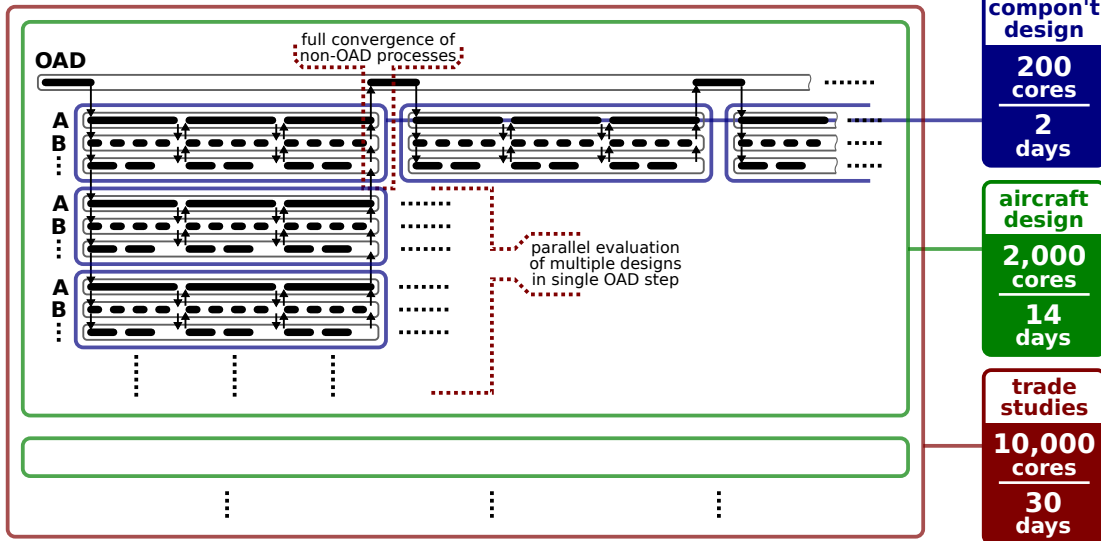 full convergence of
non-OAD processes
OAD
A
B
A
B
A
B
parallel evaluation
of multiple designs
in single OAD step
compon't
design
200
cores
2
days
aircraft
design
2,000
cores
14
days
trade
studies
10,000
cores
30
days